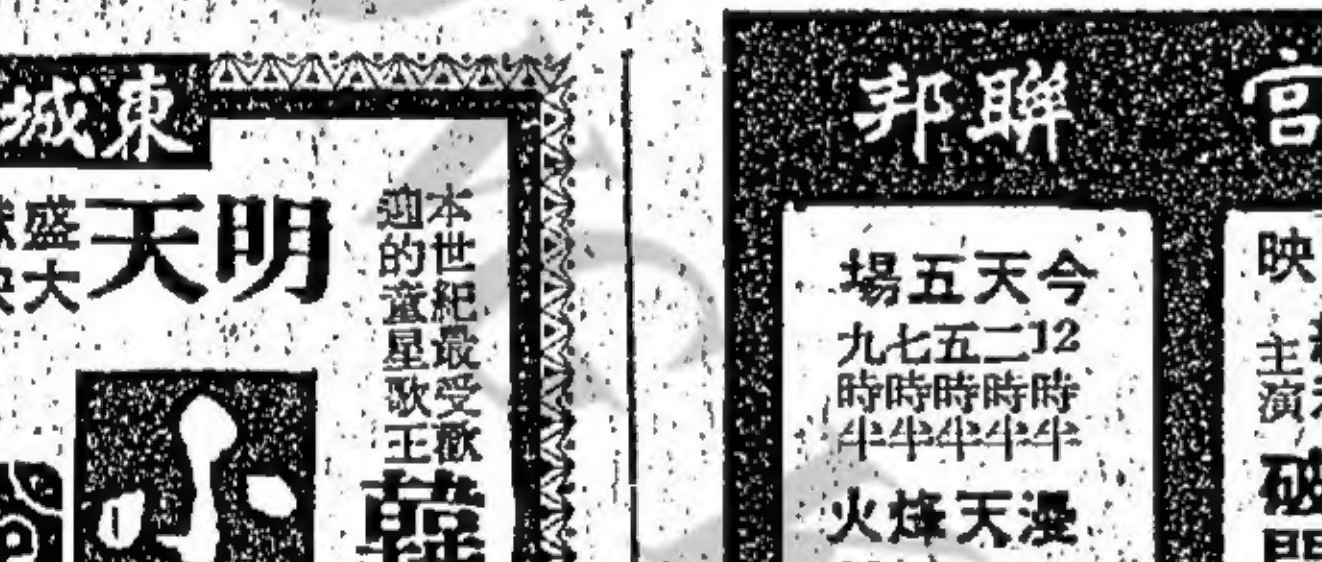 宮
映
主演
破
聯邦
今天五場
12時半
二時半
五時半
七時半
九時半
漫天烽火
東城
本世紀最受歡
迎的童星歌王
韓
明天
盛大
小